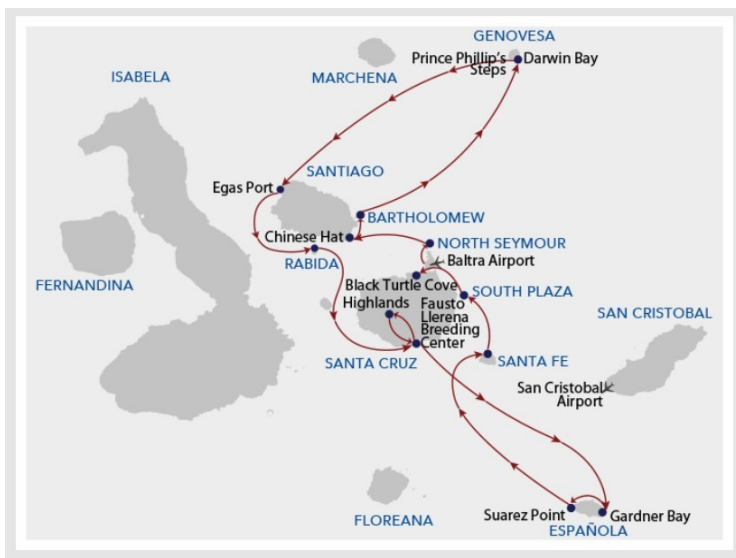 GENOVESA
Prince Phillip's
Steps
Darwin Bay
MARCHENA
ISABELA
SANTIAGO
Egas Port
BARTHOLOMEW
Chinese Hat
NORTH SEYMOUR
RABIDA
Baltra Airport
FERNANDINA
Black Turtle Cove
SOUTH PLAZA
Highlands
Fausto
Llerena
Breeding
Center
SAN CRISTOBAL
SANTA CRUZ
SANTA FE
San Cristobal
Airport
Suarez Point
Gardner Bay
FLOREANA
ESPAÑOLA